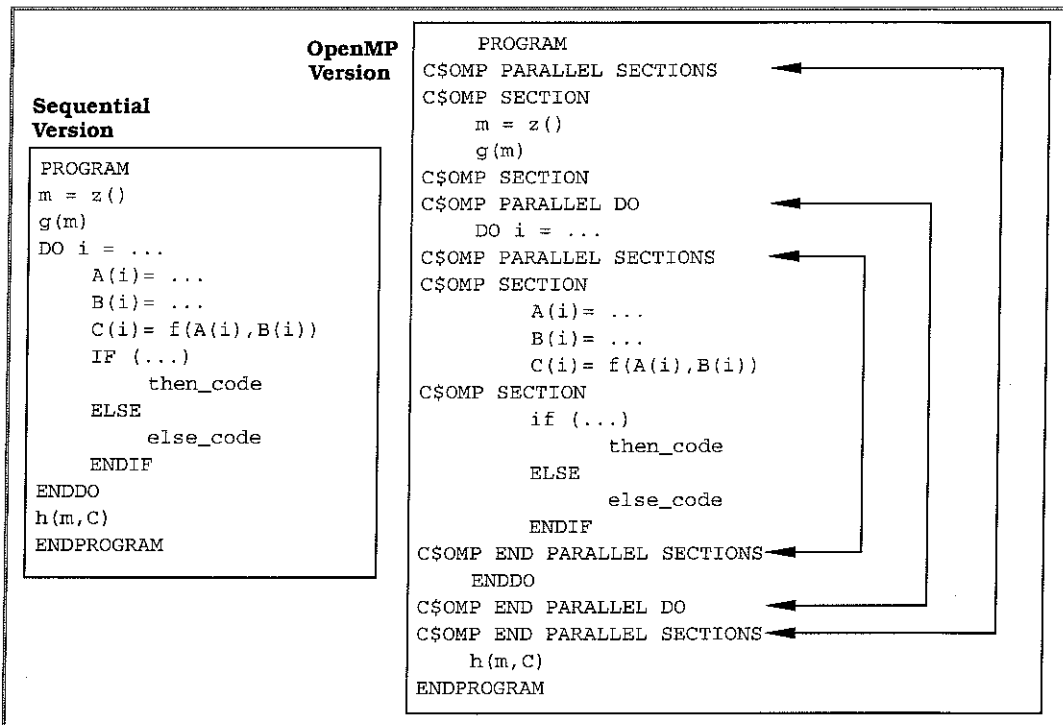 Sequential
Version
PROGRAM
m = z()
g(m)
DO i = ...
A(i)= ...
B(i)= ...
C(i)= f(A(i),B(i))
IF (...)
then_code
ELSE
else_code
ENDIF
ENDDO
h(m,C)
ENDPROGRAM
OpenMP
Version
PROGRAM
C$OMP PARALLEL SECTIONS
C$OMP SECTION
m = z()
g(m)
C$OMP SECTION
C$OMP PARALLEL DO
DO i = ...
C$OMP PARALLEL SECTIONS
C$OMP SECTION
A(i)= ...
B(i)= ...
C(i)= f(A(i),B(i))
C$OMP SECTION
if (...)
then_code
ELSE
else_code
ENDIF
C$OMP END PARALLEL SECTIONS
ENDDO
C$OMP END PARALLEL DO
C$OMP END PARALLEL SECTIONS
h(m,C)
ENDPROGRAM